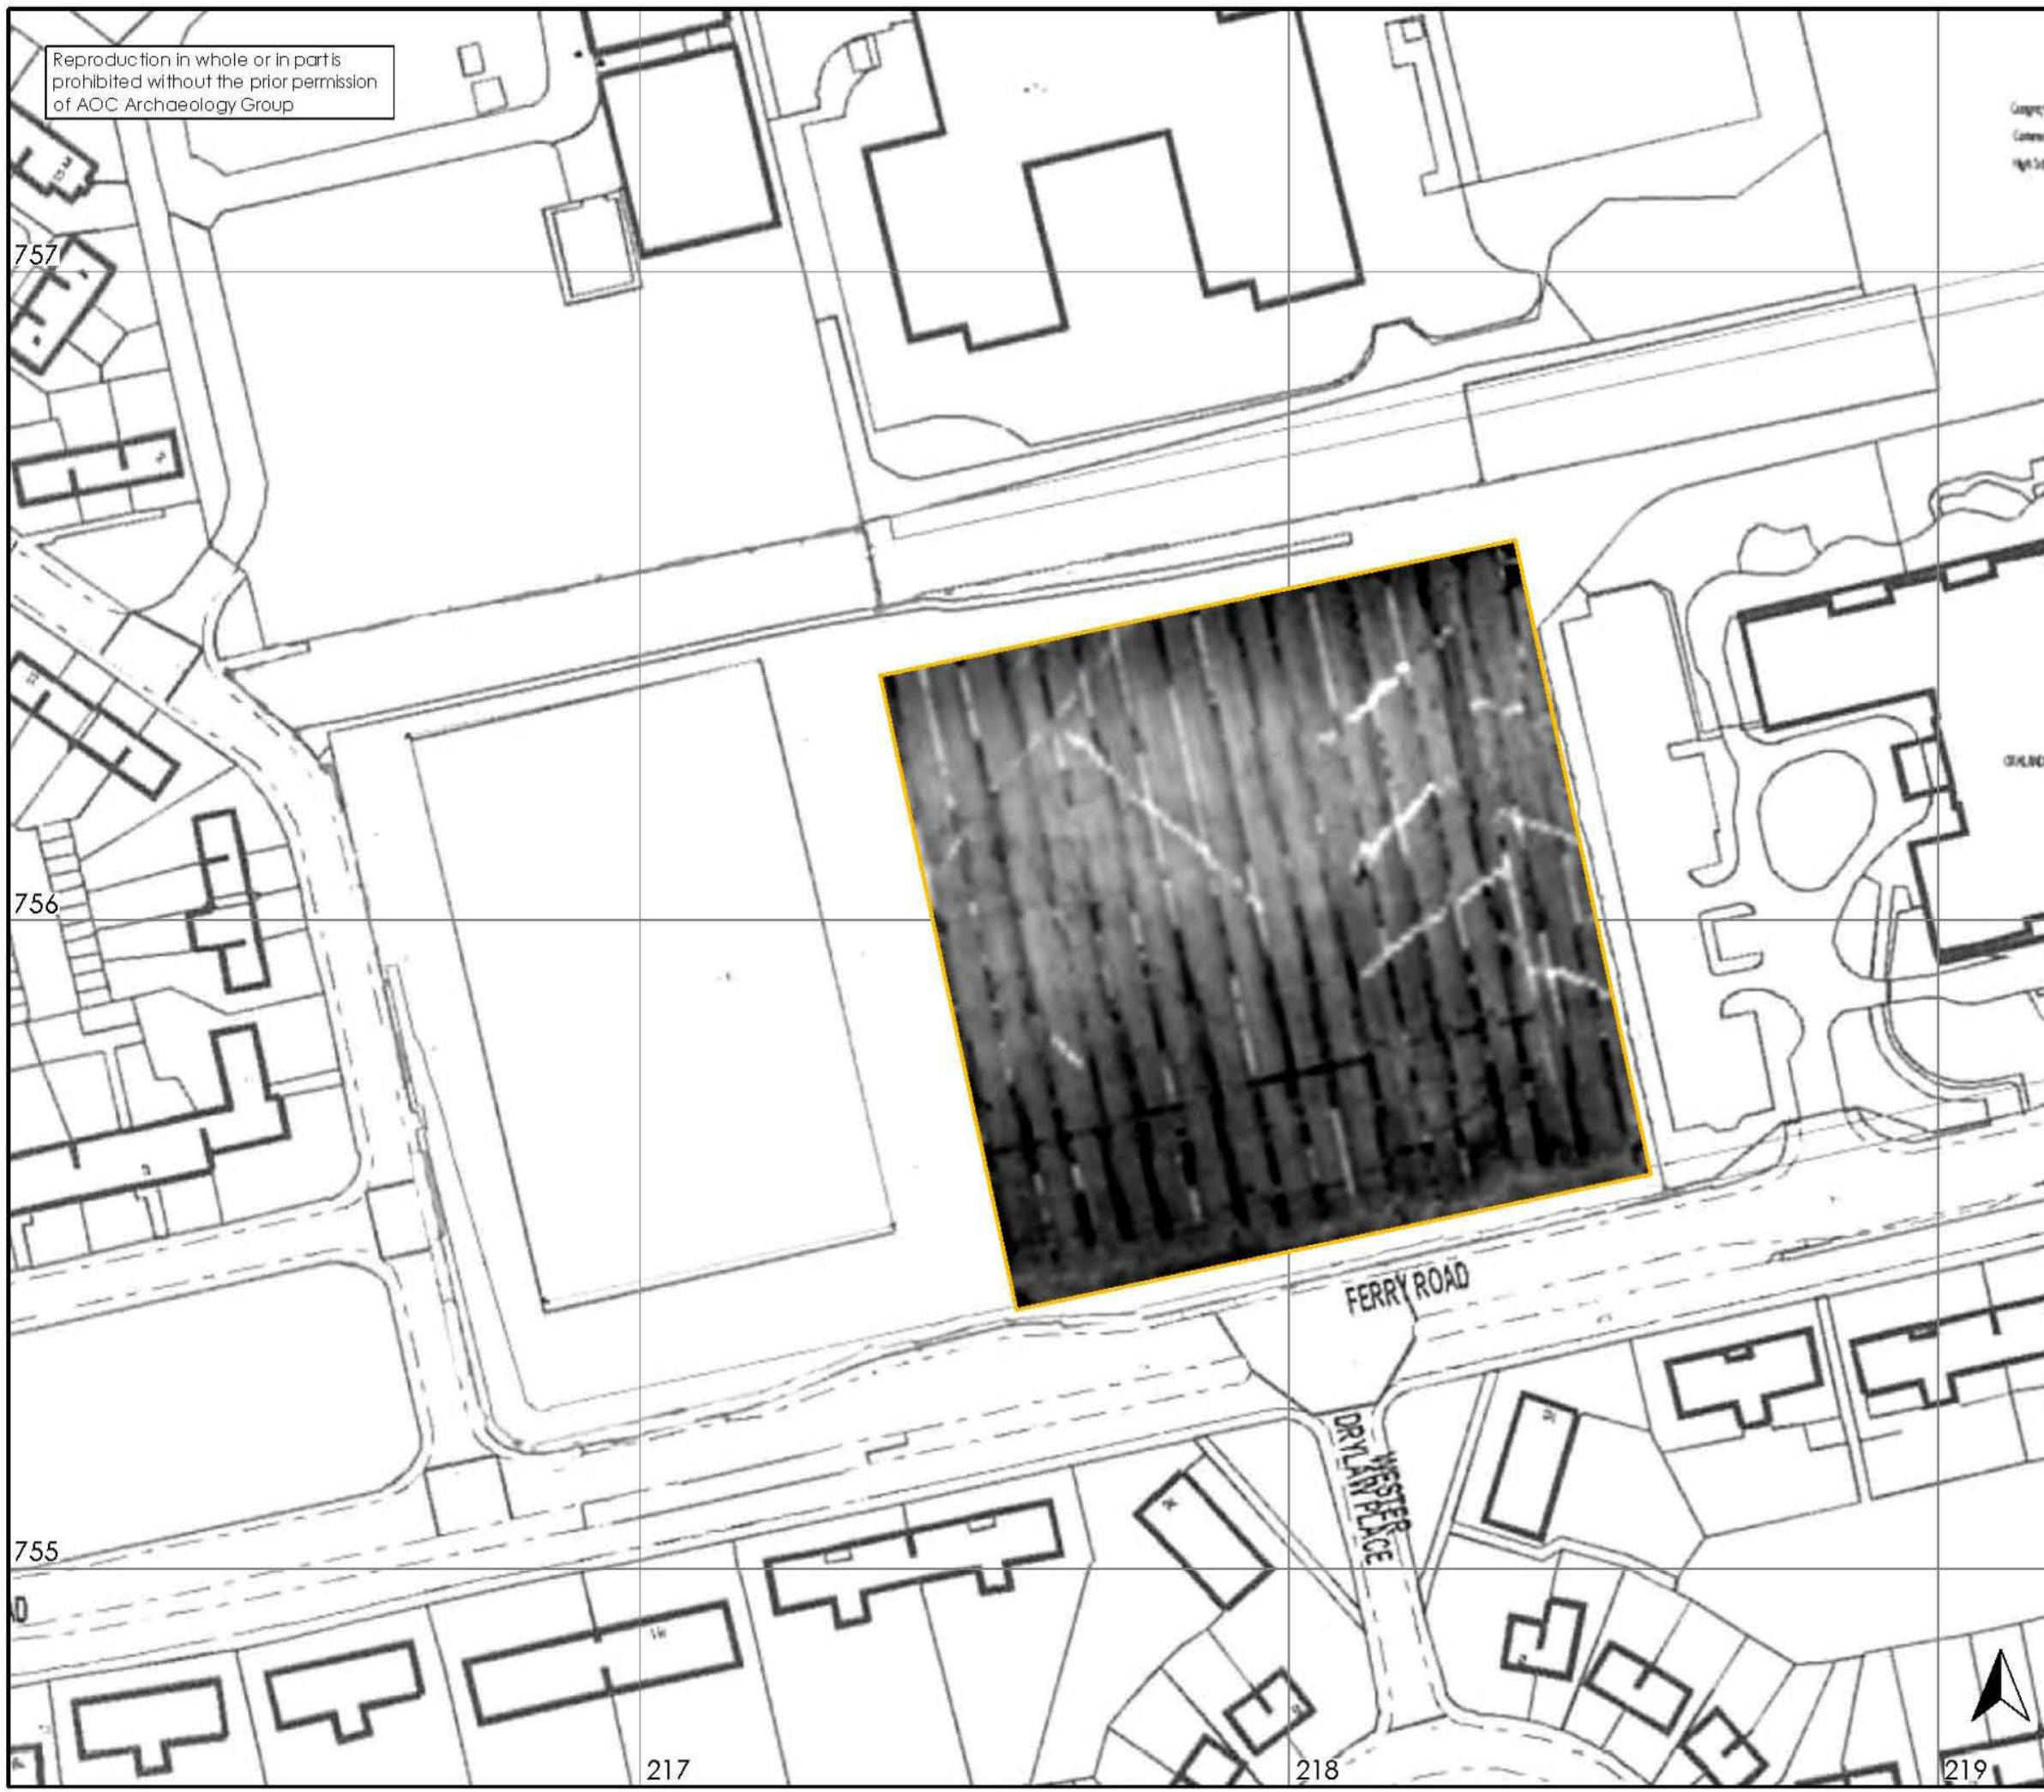 Reproduction in whole or in part is
prohibited without the prior permission
of AOC Archaeology Group
757
756
FERRY ROAD
WESTER
DRYLAW PLACE
755
217
218
219